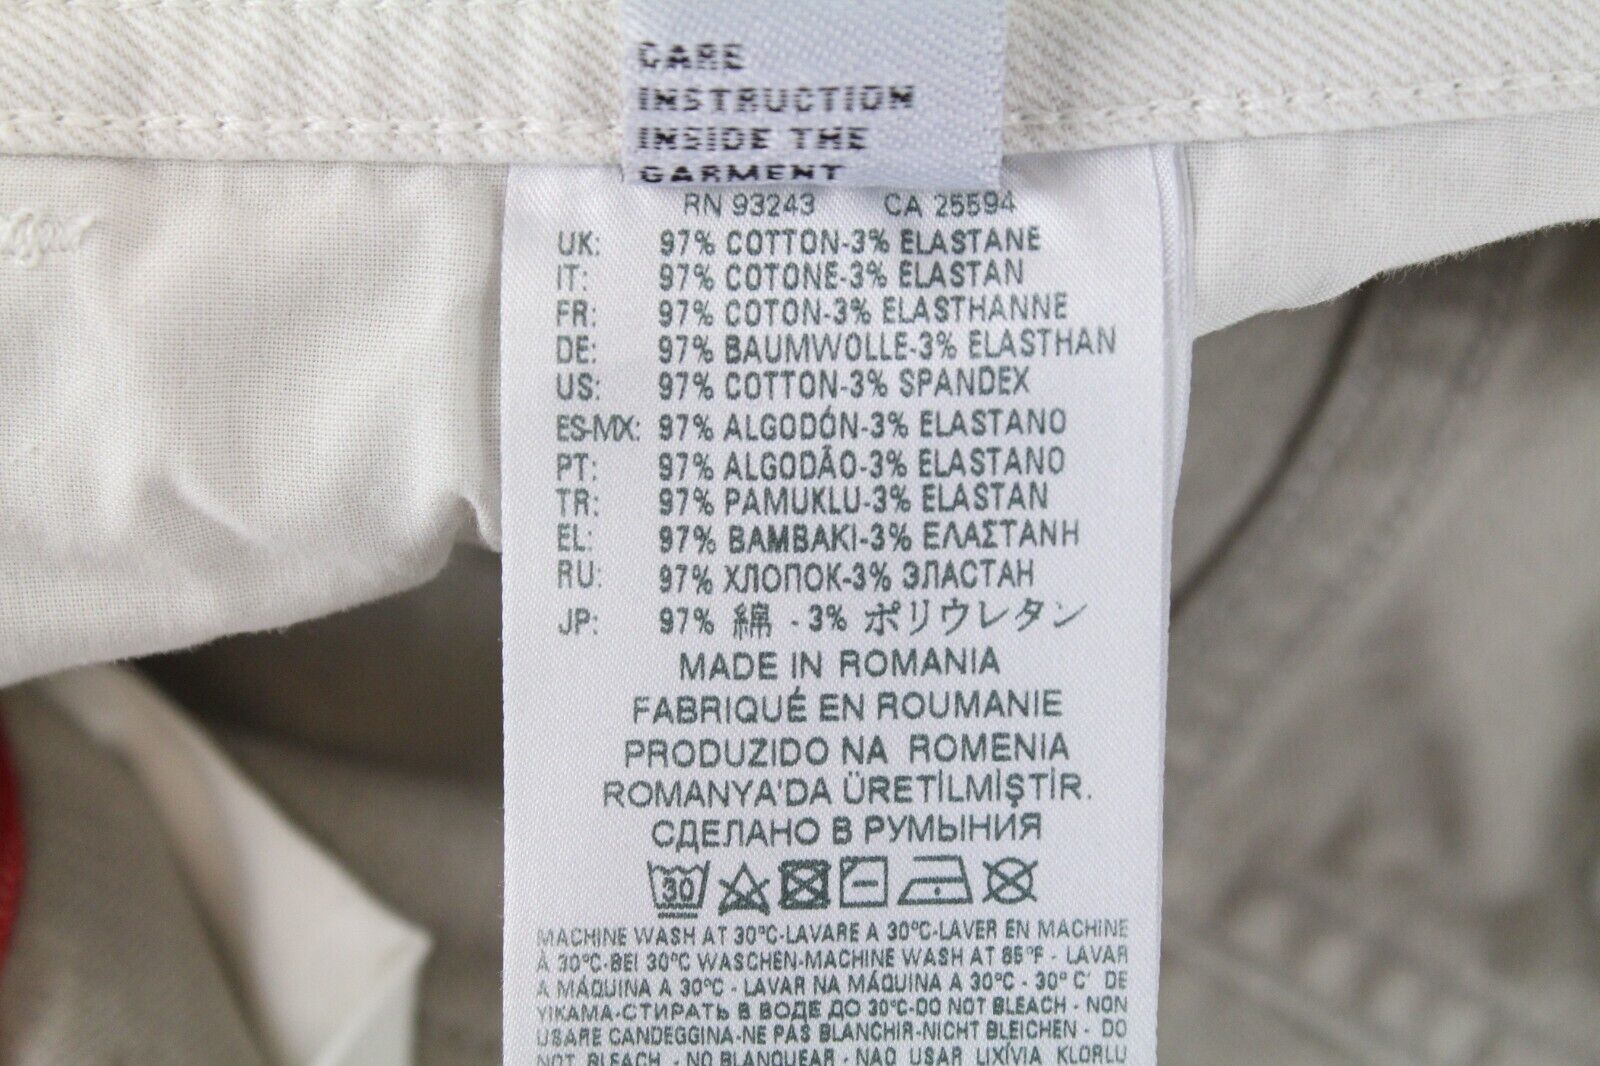 CARE
INSTRUCTION
INSIDE THE
GARMENT
RN 93243 CA 25594
UK: 97% COTTON-3% ELASTANE
IT: 97% COTONE-3% ELASTAN
FR: 97% COTON-3% ELASTHANNE
DE: 97% BAUMWOLLE-3% ELASTHAN
US: 97% COTTON-3% SPANDEX
ES-MX: 97% ALGODÓN-3% ELASTANO
PT: 97% ALGODÃO-3% ELASTANO
TR: 97% PAMUKLU-3% ELASTAN
EL: 97% BAMBAKI-3% ΕΛΑΣΤΑΝΗ
RU: 97% ХЛОПОК-3% ЭЛАСТАН
JP: 97% 綿 - 3% ポリウレタン
MADE IN ROMANIA
FABRIQUÉ EN ROUMANIE
PRODUZIDO NA ROMENIA
ROMANYA'DA ÜRETİLMİŞTİR.
СДЕЛАНО В РУМЫНИЯ
30
MACHINE WASH AT 30°C-LAVARE A 30°C-LAVER EN MACHINE
À 30°C-BEI 30°C WASCHEN-MACHINE WASH AT 85°F - LAVAR
A MÁQUINA A 30°C - LAVAR NA MÁQUINA A 30°C - 30° C' DE
YIKAMA-СТИРАТЬ В ВОДЕ ДО 30°C-DO NOT BLEACH - NON
USARE CANDEGGINA-NE PAS BLANCHIR-NICHT BLEICHEN - DO
NOT BLEACH - NO BLANQUEAR - NAO USAR LIXÍVIA KLORLU